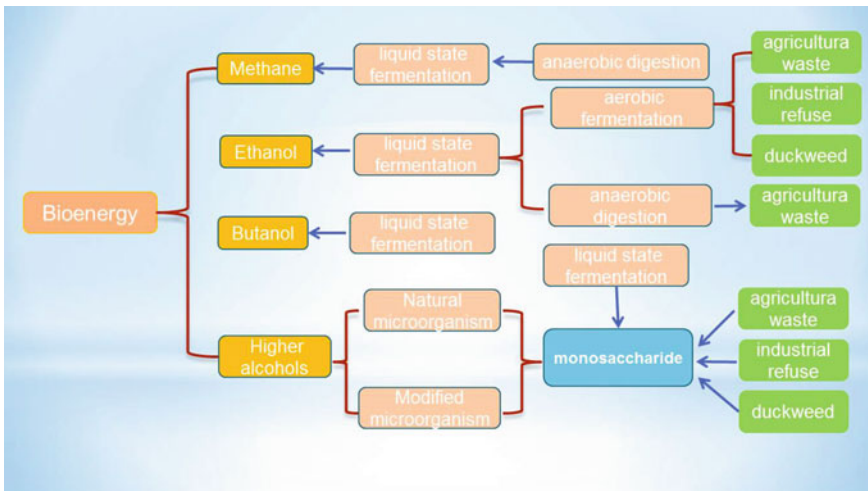 Bioenergy
Methane
liquid state
fermentation
anaerobic digestion
Ethanol
liquid state
fermentation
aerobic
fermentation
agricultura
waste
industrial
refuse
duckweed
anaerobic
digestion
agricultura
waste
Butanol
liquid state
fermentation
Higher
alcohols
Natural
microorganism
Modified
microorganism
liquid state
fermentation
monosaccharide
agricultura
waste
industrial
refuse
duckweed